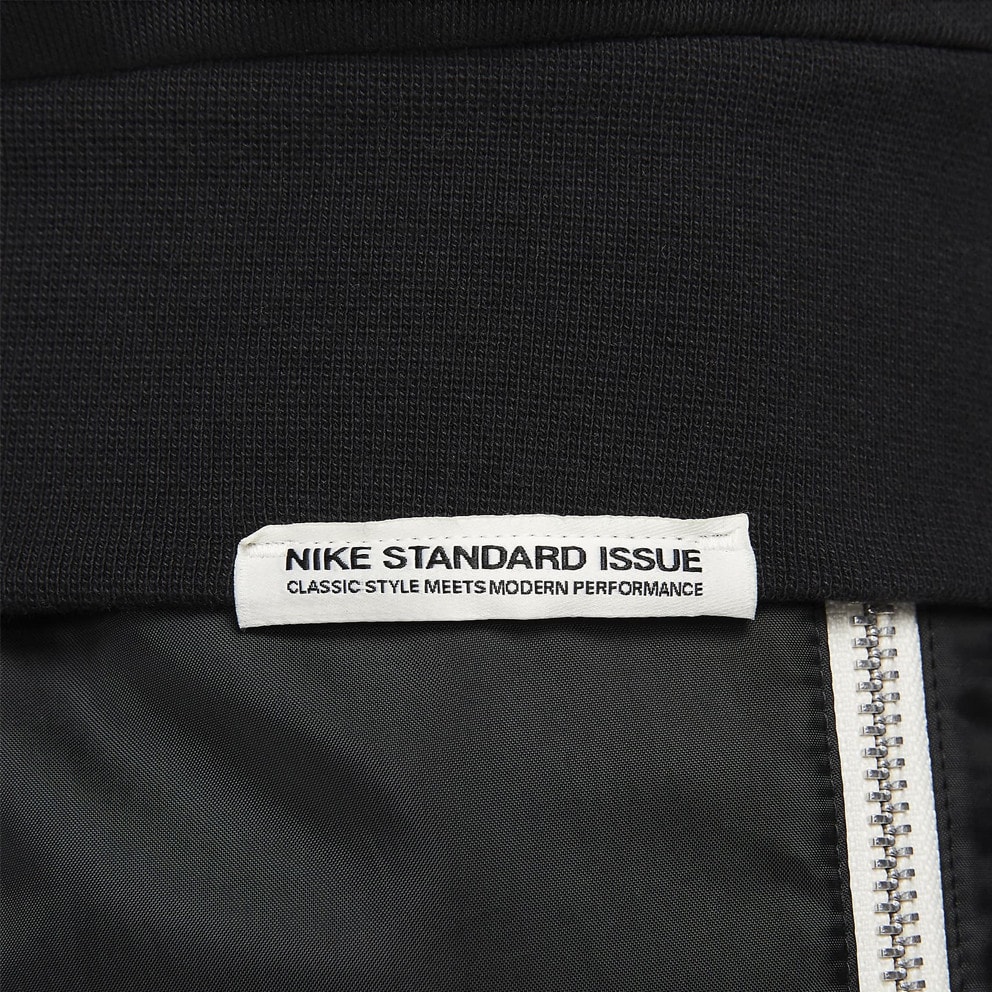 NIKE STANDARD ISSUE
CLASSIC STYLE MEETS MODERN PERFORMANCE